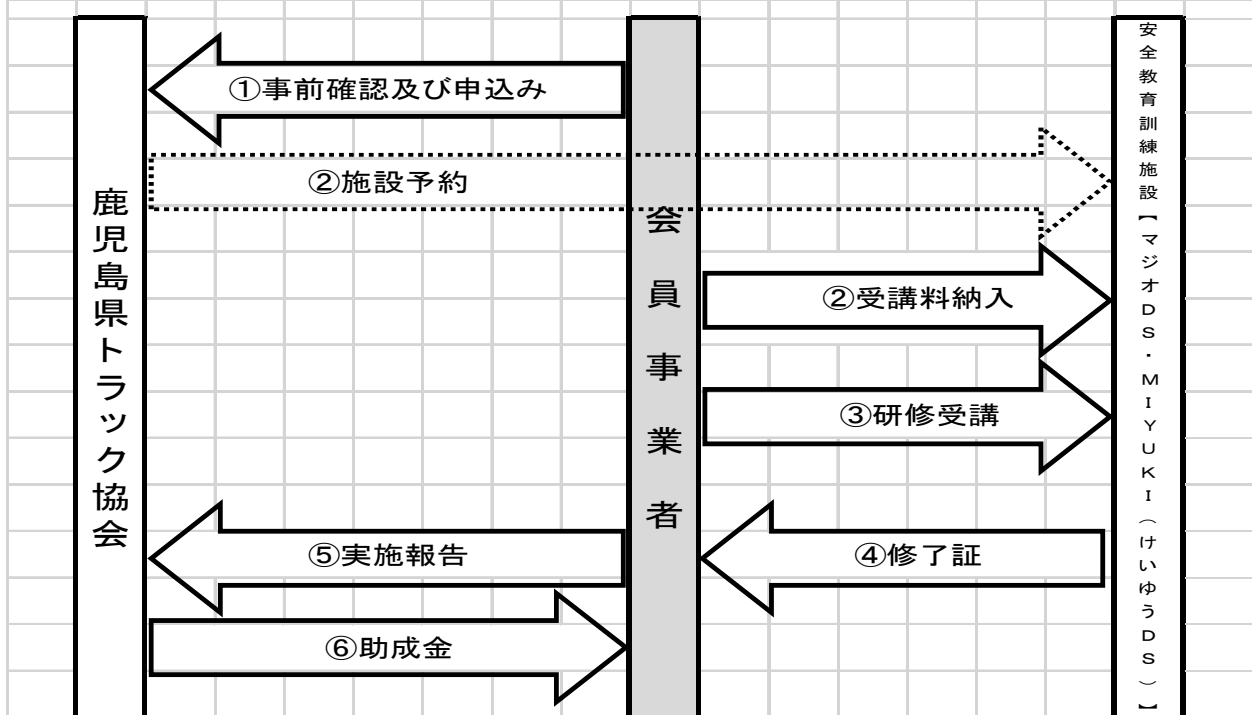 鹿児島県トラック協会
会員事業者
安全教育訓練施設【マジオDS・MIYUKI(けいゆうDS)】
①事前確認及び申込み
②施設予約
②受講料納入
③研修受講
④修了証
⑤実施報告
⑥助成金